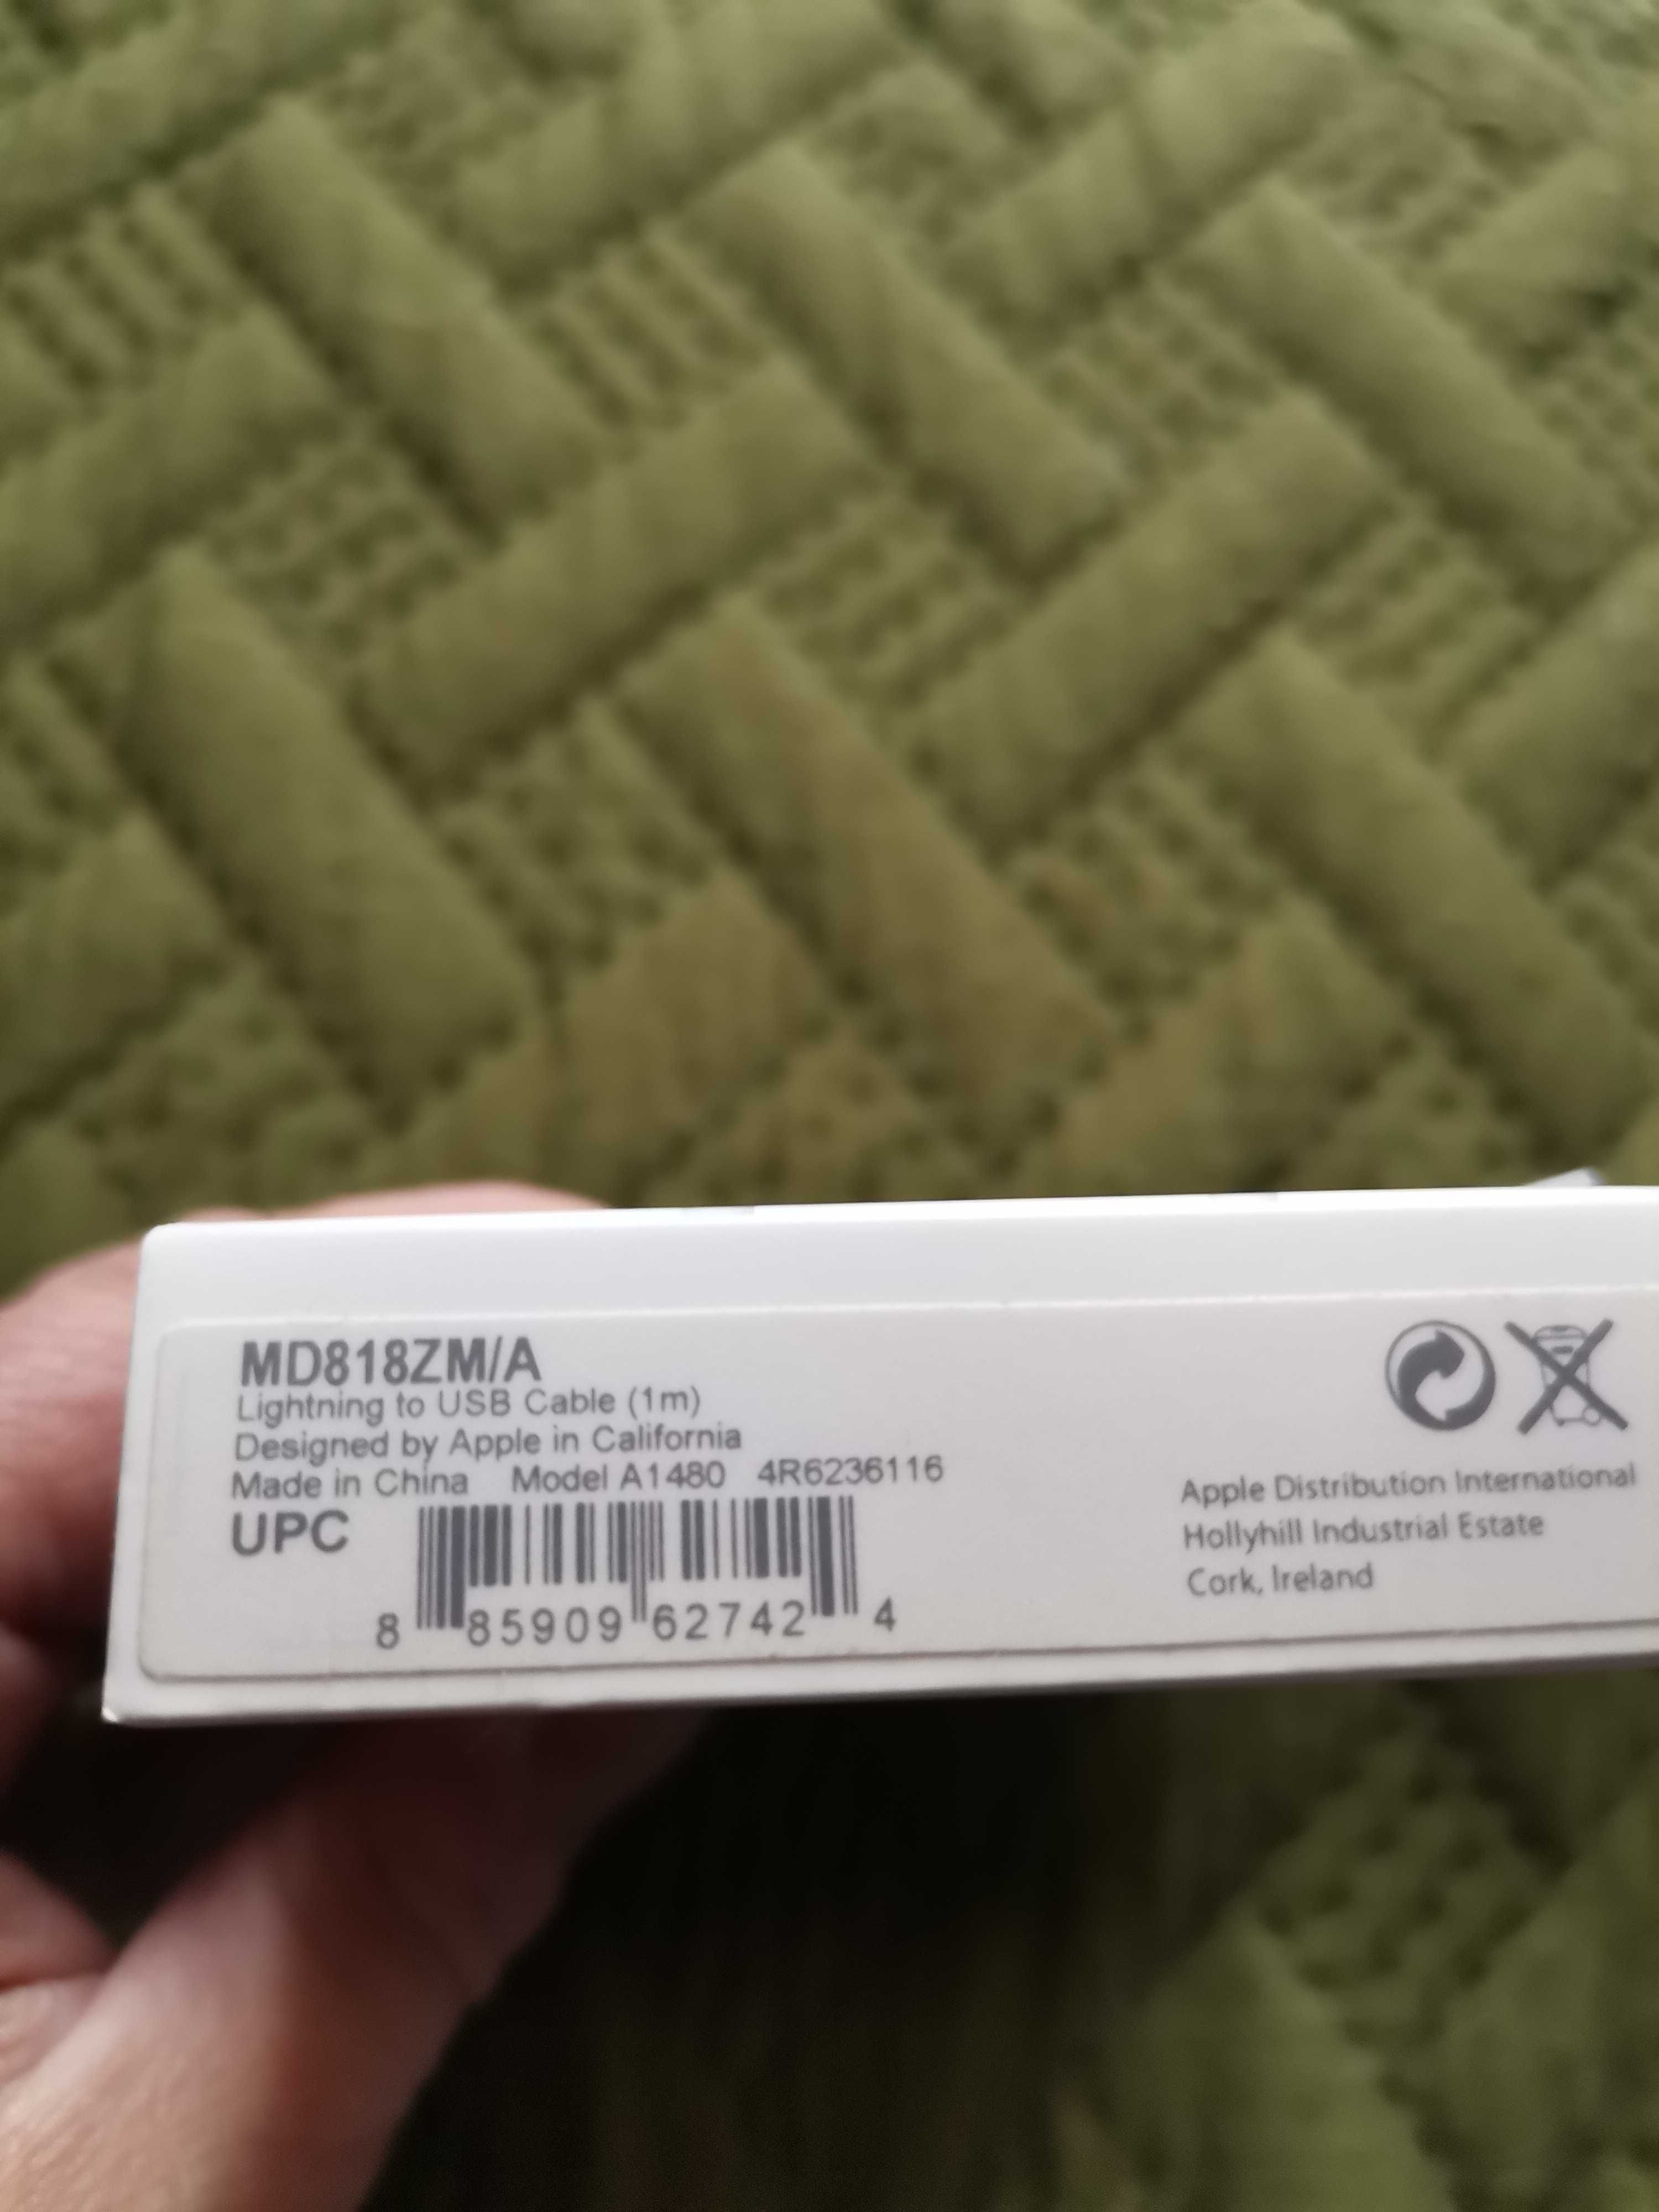 MD818ZM/A
Lightning to USB Cable (1m)
Designed by Apple in California
Made in China Model A1480 4R6236116
UPC
8 85909 62742 4
Apple Distribution International
Hollyhill Industrial Estate
Cork, Ireland